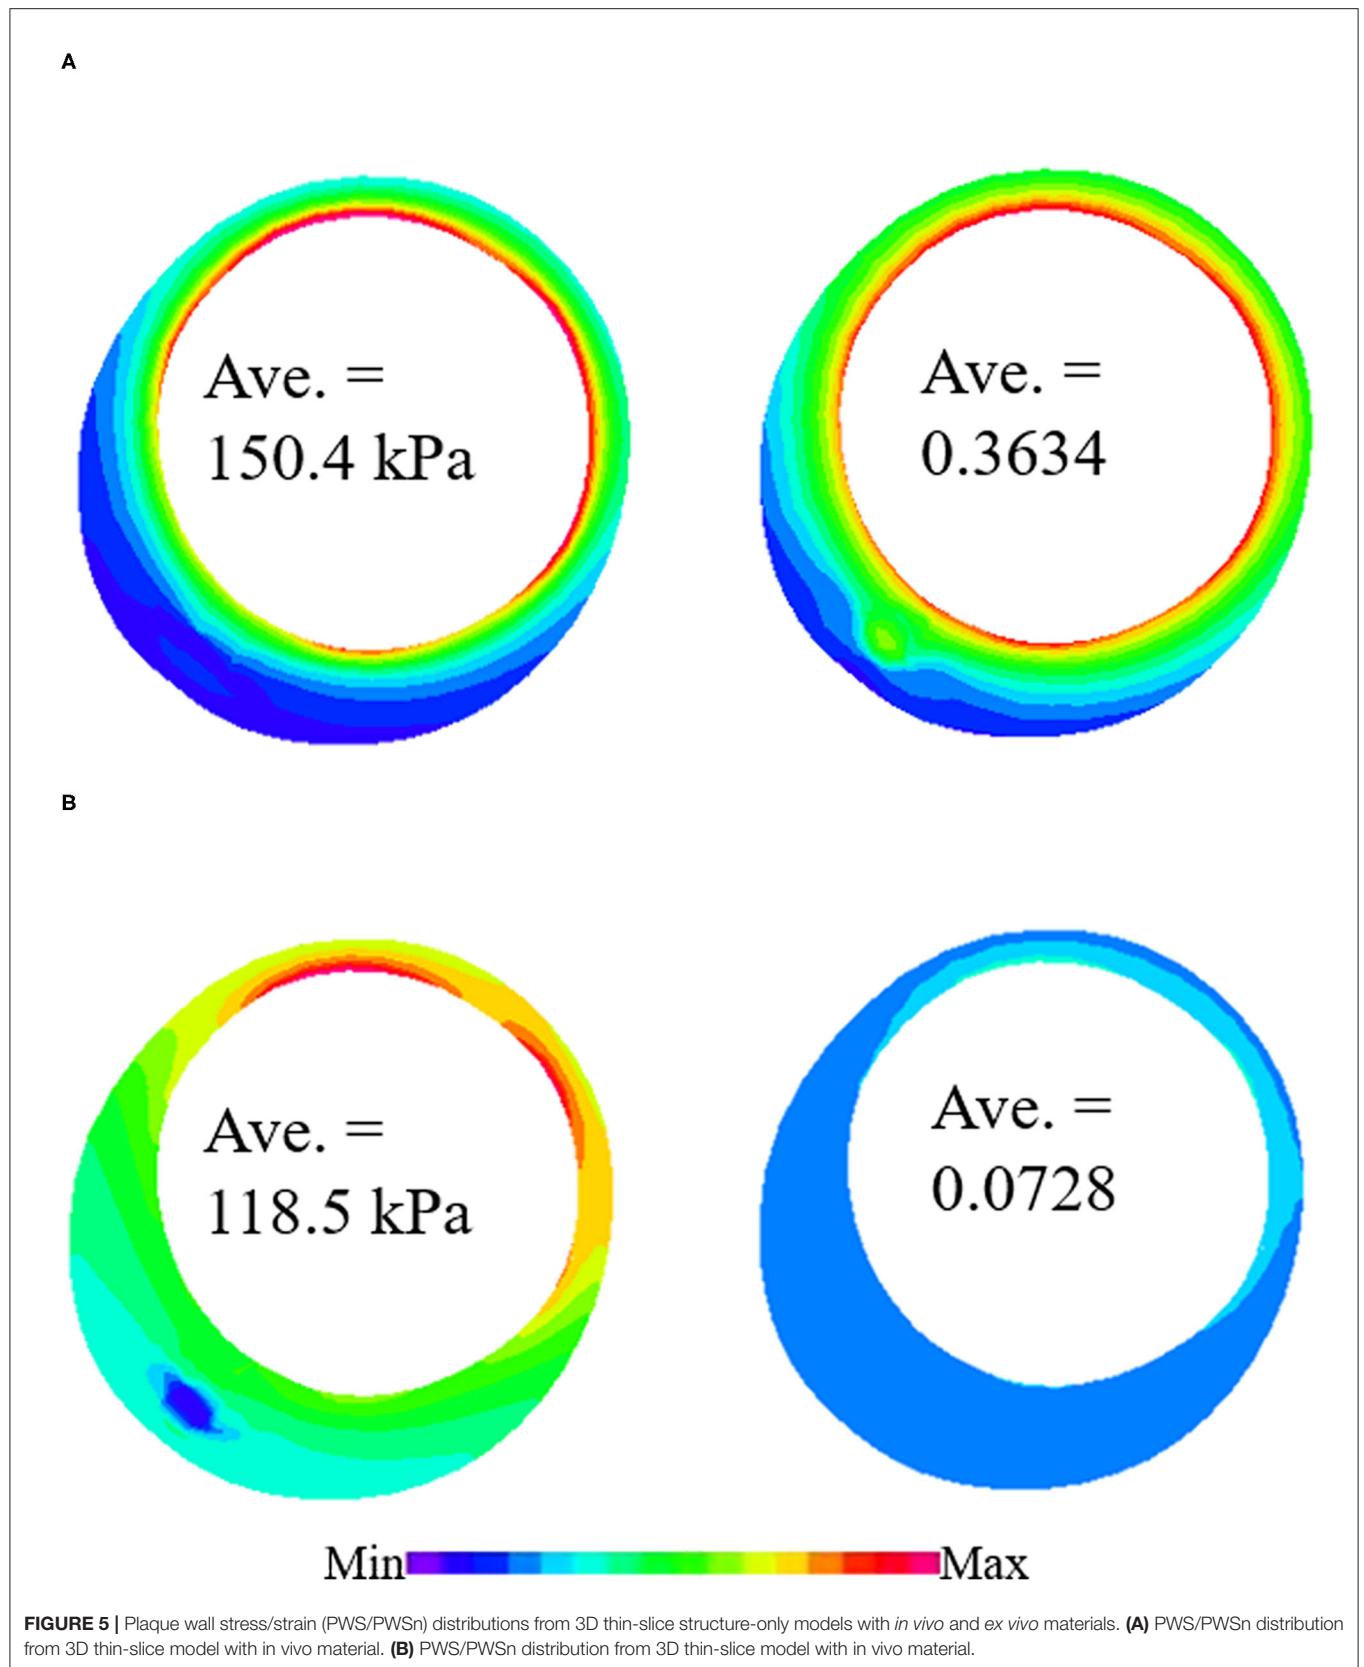 A
Ave. =
150.4 kPa
Ave. =
0.3634
B
Ave. =
118.5 kPa
Ave. =
0.0728
Min Max
FIGURE 5 | Plaque wall stress/strain (PWS/PWSn) distributions from 3D thin-slice structure-only models with in vivo and ex vivo materials. (A) PWS/PWSn distribution
from 3D thin-slice model with in vivo material. (B) PWS/PWSn distribution from 3D thin-slice model with in vivo material.